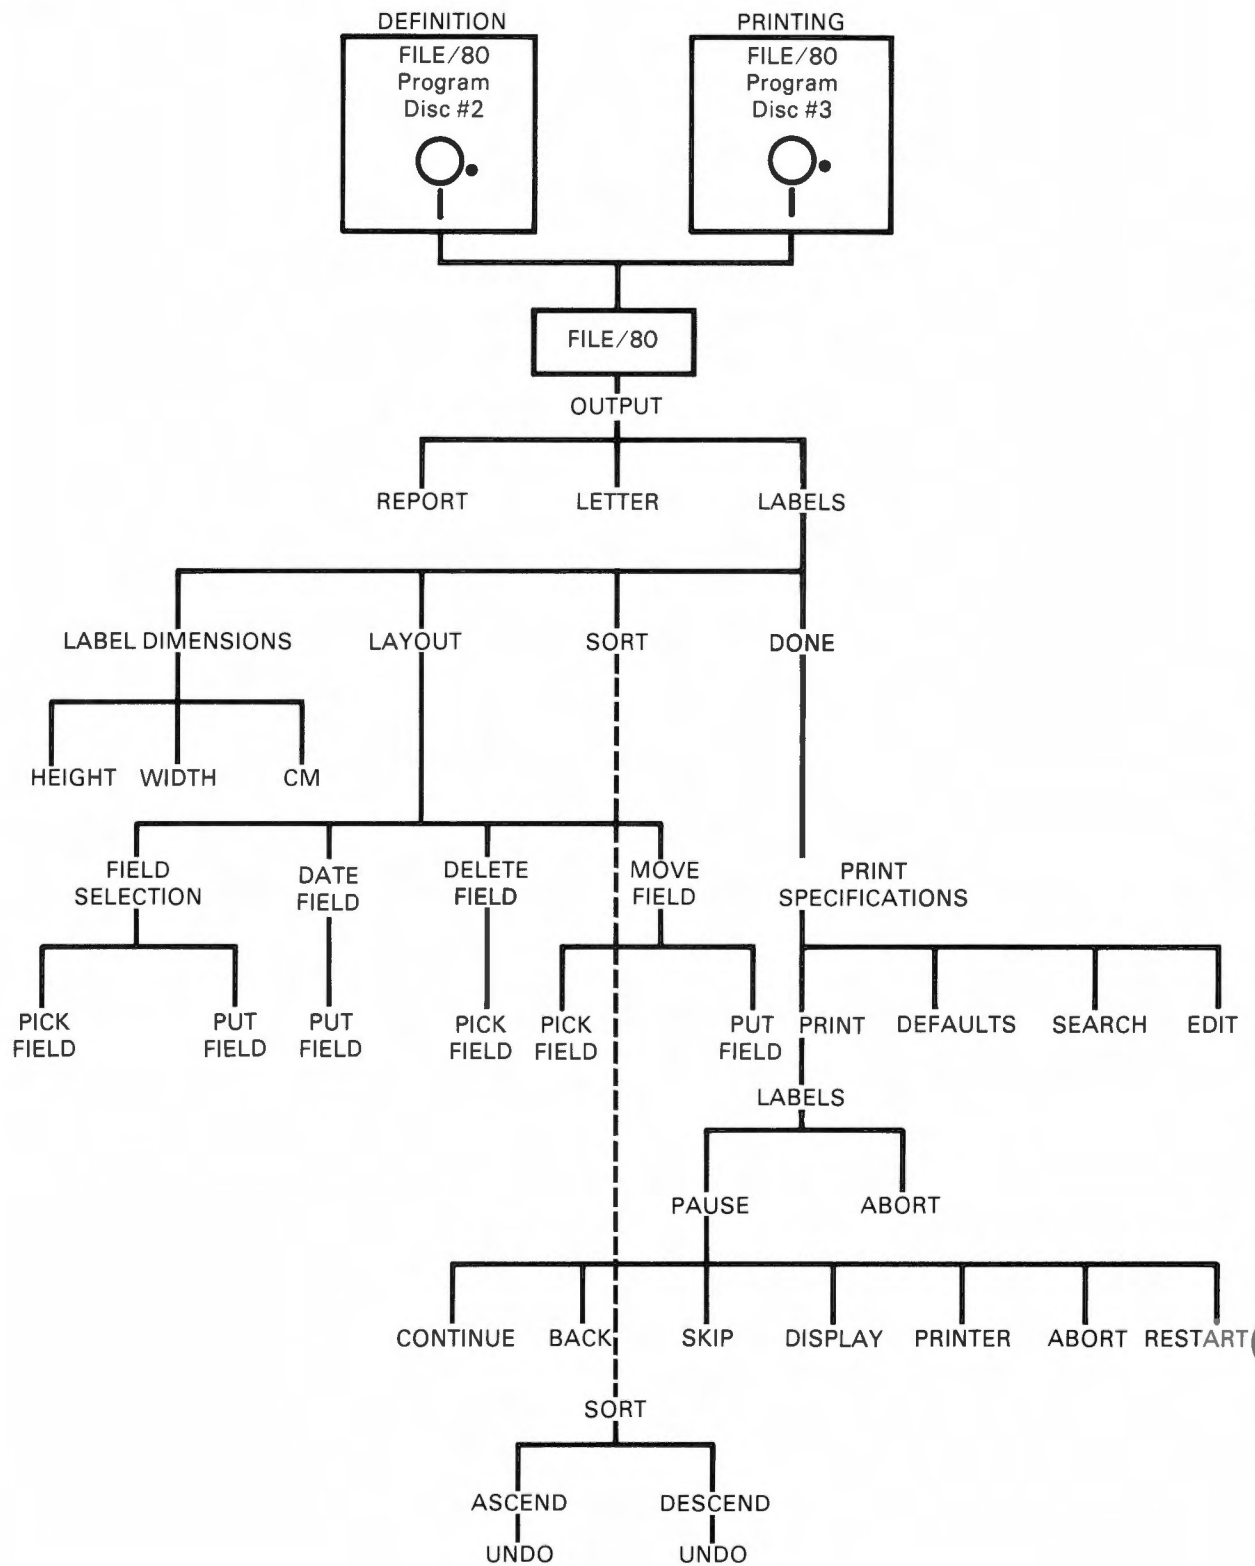 DEFINITION
FILE/80
Program
Disc #2
PRINTING
FILE/80
Program
Disc #3
FILE/80
OUTPUT
REPORT
LETTER
LABELS
LABEL DIMENSIONS
LAYOUT
SORT
DONE
HEIGHT
WIDTH
CM
FIELD
SELECTION
DATE
FIELD
DELETE
FIELD
MOVE
FIELD
PRINT
SPECIFICATIONS
PICK
FIELD
PUT
FIELD
PUT
FIELD
PICK
FIELD
PICK
FIELD
PUT
FIELD
PRINT
DEFAULTS
SEARCH
EDIT
LABELS
PAUSE
ABORT
CONTINUE
BACK
SKIP
DISPLAY
PRINTER
ABORT
RESTART
SORT
ASCEND
DESCEND
UNDO
UNDO